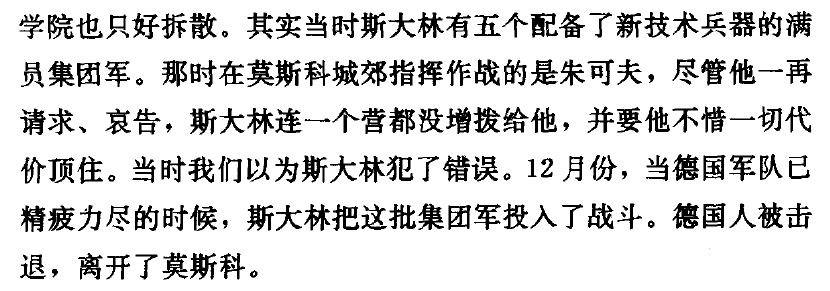 学院也只好拆散。其实当时斯大林有五个配备了新技术兵器的满
员集团军。那时在莫斯科城郊指挥作战的是朱可夫，尽管他一再
请求、哀告，斯大林连一个营都没增拨给他，并要他不惜一切代
价顶住。当时我们以为斯大林犯了错误。12月份，当德国军队已
精疲力尽的时候，斯大林把这批集团军投入了战斗。德国人被击
退，离开了莫斯科。